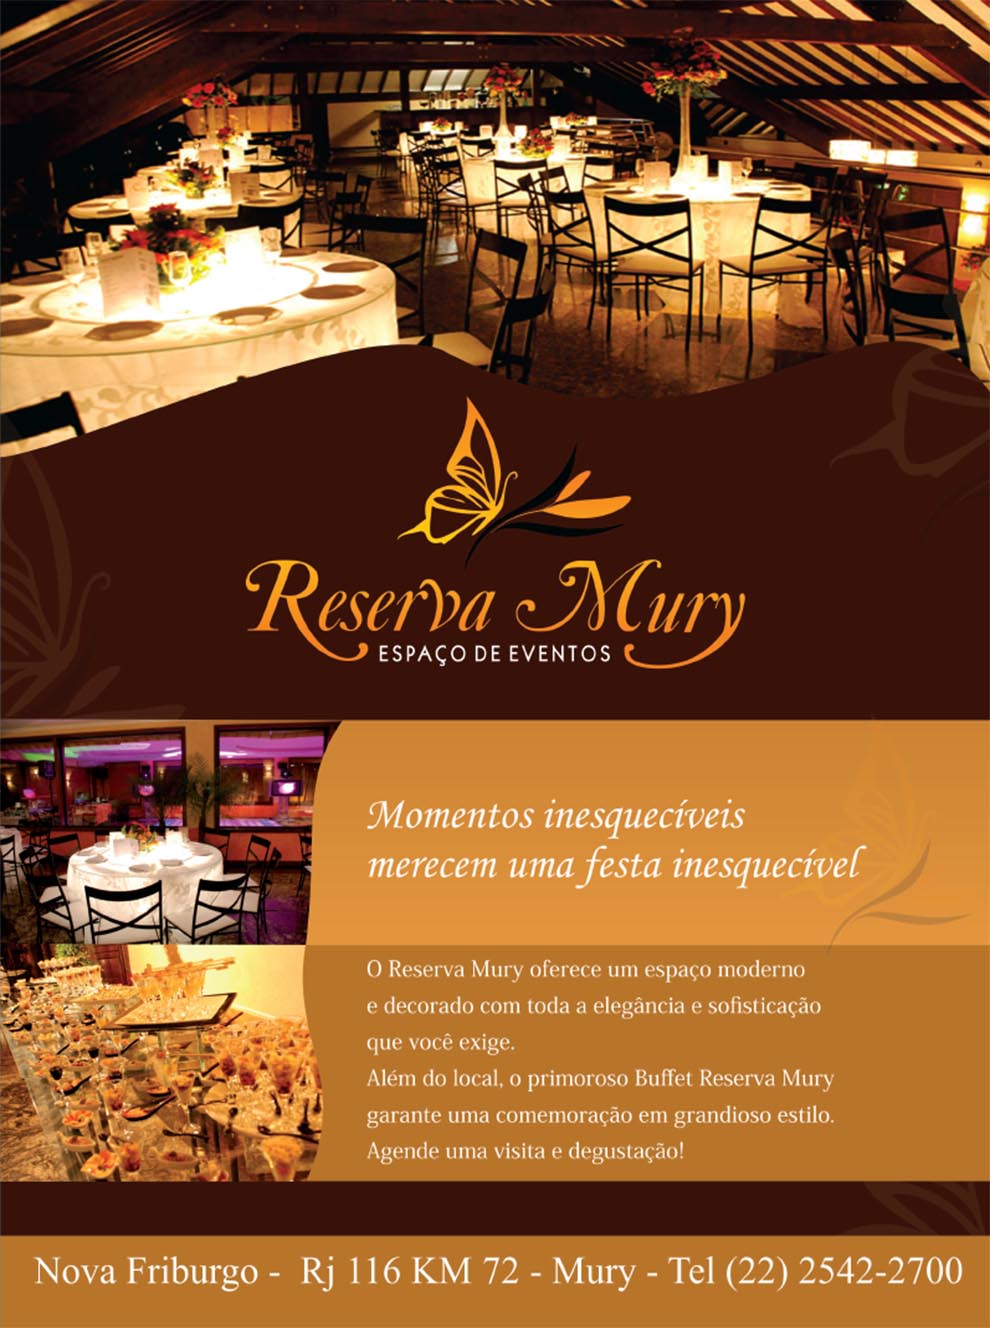 Reserva Mury
ESPAÇO DE EVENTOS
Momentos inesquecíveis
merecem uma festa inesquecível
O Reserva Mury oferece um espaço moderno
e decorado com toda a elegância e sofisticação
que você exige.
Além do local, o primoroso Buffet Reserva Mury
garante uma comemoração em grandioso estilo.
Agende uma visita e degustação!
Nova Friburgo - Rj 116 KM 72 - Mury - Tel (22) 2542-2700